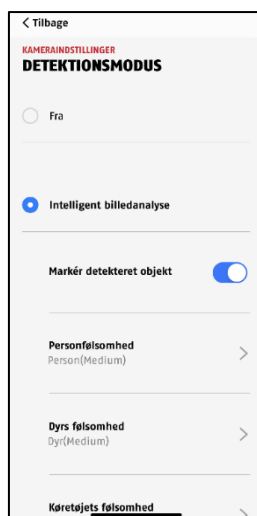 < Tilbage
KAMERAINDSTILLINGER
DETEKTIONSMODUS
Fra
Intelligent billedanalyse
Markér detekteret objekt
Personfølsomhed
Person(Medium)
Dyrs følsomhed
Dyr(Medium)
Køretøjets følsomhed